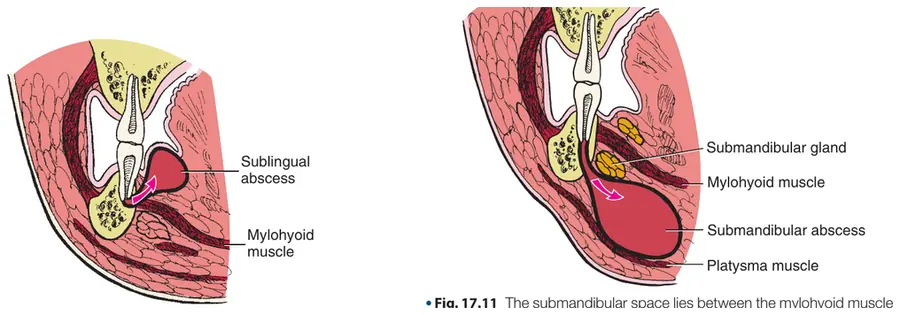 Sublingual
abscess
Mylohyoid
muscle
Submandibular gland
Mylohyoid muscle
Submandibular abscess
Platysma muscle
• Fig. 17.11 The submandibular space lies between the mylohyoid muscle